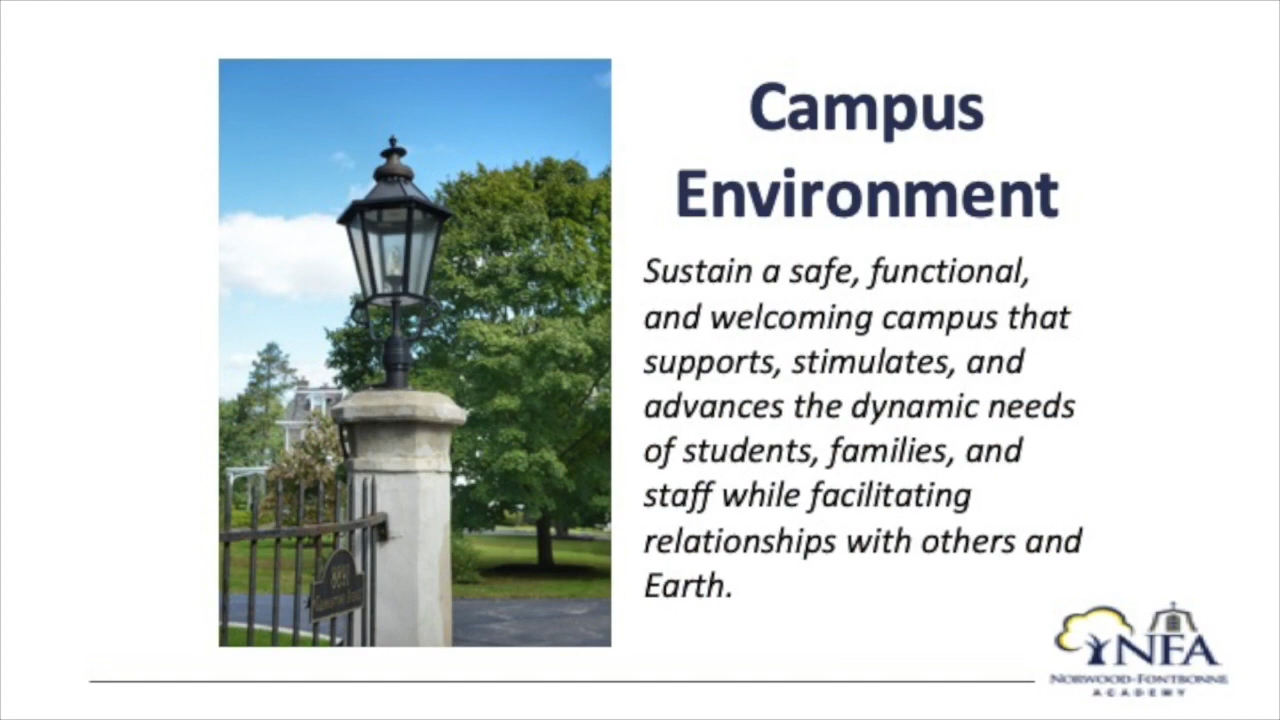 Campus
Environment
Sustain a safe, functional,
and welcoming campus that
supports, stimulates, and
advances the dynamic needs
of students, families, and
staff while facilitating
relationships with others and
Earth.
NFA
NORWOOD-FONTBONNE
ACADEMY